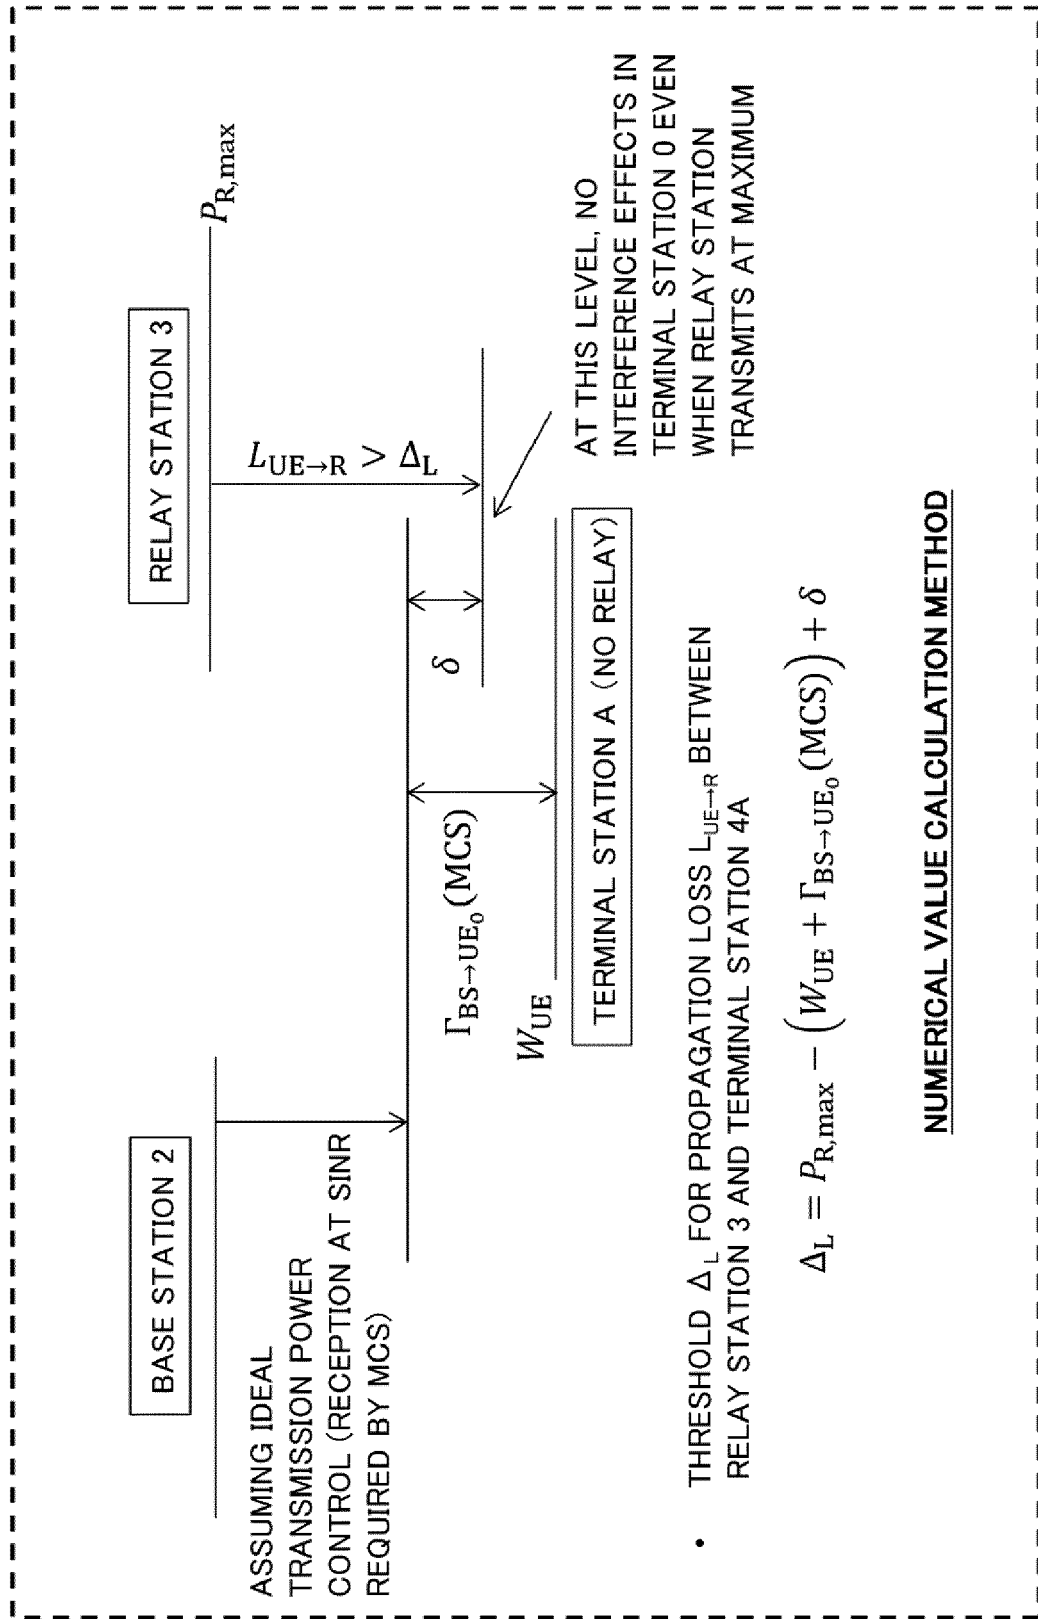 BASE STATION 2
RELAY STATION 3
P_R,max
ASSUMING IDEAL
TRANSMISSION POWER
CONTROL (RECEPTION AT SINR
REQUIRED BY MCS)
L_UE→R > Δ_L
δ
Γ_BS→UE₀(MCS)
W_UE
AT THIS LEVEL, NO
INTERFERENCE EFFECTS IN
TERMINAL STATION 0 EVEN
WHEN RELAY STATION
TRANSMITS AT MAXIMUM
TERMINAL STATION A (NO RELAY)
• THRESHOLD Δ_L FOR PROPAGATION LOSS L_UE→R BETWEEN
RELAY STATION 3 AND TERMINAL STATION 4A
Δ_L = P_R,max − (W_UE + Γ_BS→UE₀(MCS)) + δ
NUMERICAL VALUE CALCULATION METHOD